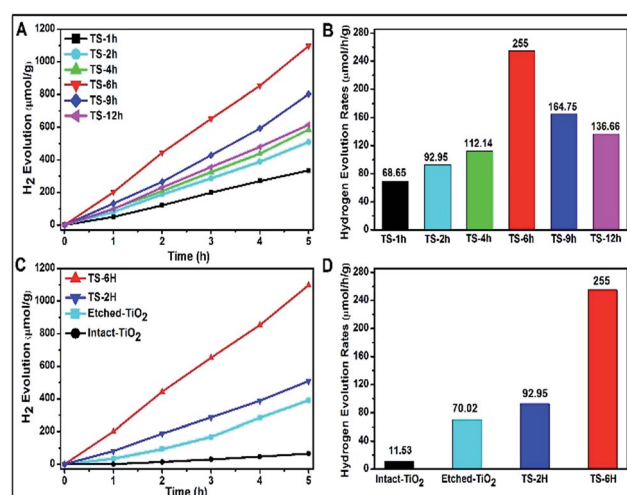 A
TS-1h
TS-2h
TS-4h
TS-6h
TS-9h
TS-12h
H2 Evolution (μmol/g)
1200
1000
800
600
400
200
0
0 1 2 3 4 5
Time (h)
B
Hydrogen Evolution Rates (μmol/h/g)
280
240
200
160
120
80
40
0
68.65
92.95
112.14
255
164.75
136.66
TS-1h TS-2h TS-4h TS-6h TS-9h TS-12h
C
TS-6H
TS-2H
Etched-TiO2
Intact-TiO2
H2 Evolution (μmol/g)
1200
1000
800
600
400
200
0
0 1 2 3 4 5
Time (h)
D
Hydrogen Evolution Rates (μmol/h/g)
280
240
200
160
120
80
40
0
11.53
70.02
92.95
255
Intact-TiO2 Etched-TiO2 TS-2H TS-6H